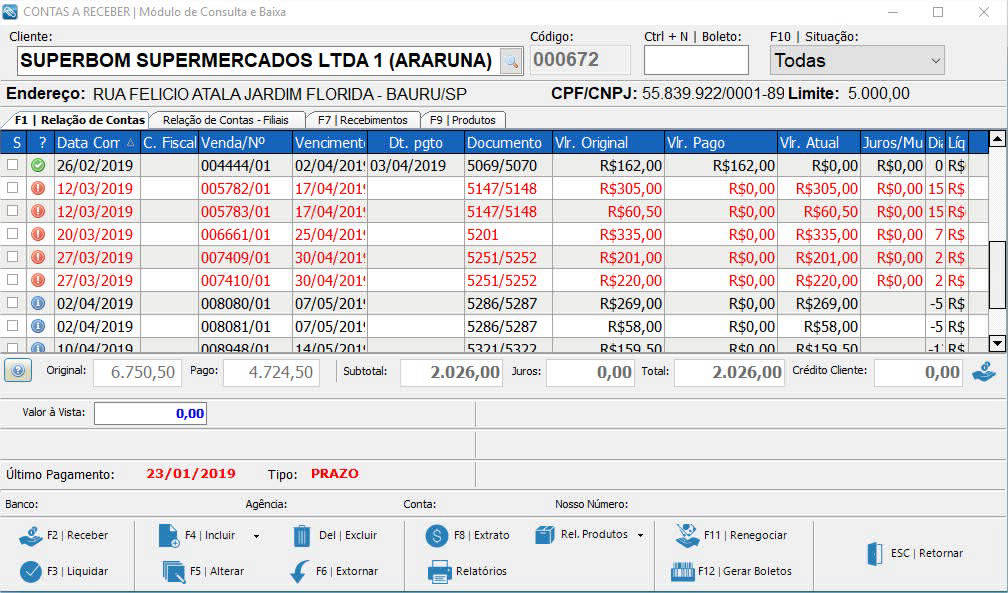 CONTAS A RECEBER | Módulo de Consulta e Baixa
Cliente: Código: Ctrl + N | Boleto: F10 | Situação:
SUPERBOM SUPERMERCADOS LTDA 1 (ARARUNA) 000672 Todas
Endereço: RUA FELICIO ATALA JARDIM FLORIDA - BAURU/SP CPF/CNPJ: 55.839.922/0001-89 Limite: 5.000,00
F1 | Relação de Contas Relação de Contas - Filiais F7 | Recebimentos F9 | Produtos
S ? Data Com C. Fiscal Venda/Nº Vencimento Dt. pgto Documento Vlr. Original Vlr. Pago Vlr. Atual Juros/Mu Dia Líq
26/02/2019 004444/01 02/04/2019 03/04/2019 5069/5070 R$162,00 R$162,00 R$0,00 R$0,00 0 R$
12/03/2019 005782/01 17/04/2019 5147/5148 R$305,00 R$0,00 R$305,00 R$0,00 15 R$
12/03/2019 005783/01 17/04/2019 5147/5148 R$60,50 R$0,00 R$60,50 R$0,00 15 R$
20/03/2019 006661/01 25/04/2019 5201 R$335,00 R$0,00 R$335,00 R$0,00 7 R$
27/03/2019 007409/01 30/04/2019 5251/5252 R$201,00 R$0,00 R$201,00 R$0,00 2 R$
27/03/2019 007410/01 30/04/2019 5251/5252 R$220,00 R$0,00 R$220,00 R$0,00 2 R$
02/04/2019 008080/01 07/05/2019 5286/5287 R$269,00 R$0,00 R$269,00 -5 R$
02/04/2019 008081/01 07/05/2019 5286/5287 R$58,00 R$0,00 R$58,00 -5 R$
10/04/2019 008948/01 14/05/2019 5321/5322 R$159,50 R$0,00 R$159,50 R$
Original: 6.750,50 Pago: 4.724,50 Subtotal: 2.026,00 Juros: 0,00 Total: 2.026,00 Crédito Cliente: 0,00
Valor à Vista: 0,00
Último Pagamento: 23/01/2019 Tipo: PRAZO
Banco: Agência: Conta: Nosso Número:
F2 | Receber F4 | Incluir Del | Excluir F8 | Extrato Rel. Produtos F11 | Renegociar
ESC | Retornar
F3 | Liquidar F5 | Alterar F6 | Extornar Relatórios F12 | Gerar Boletos